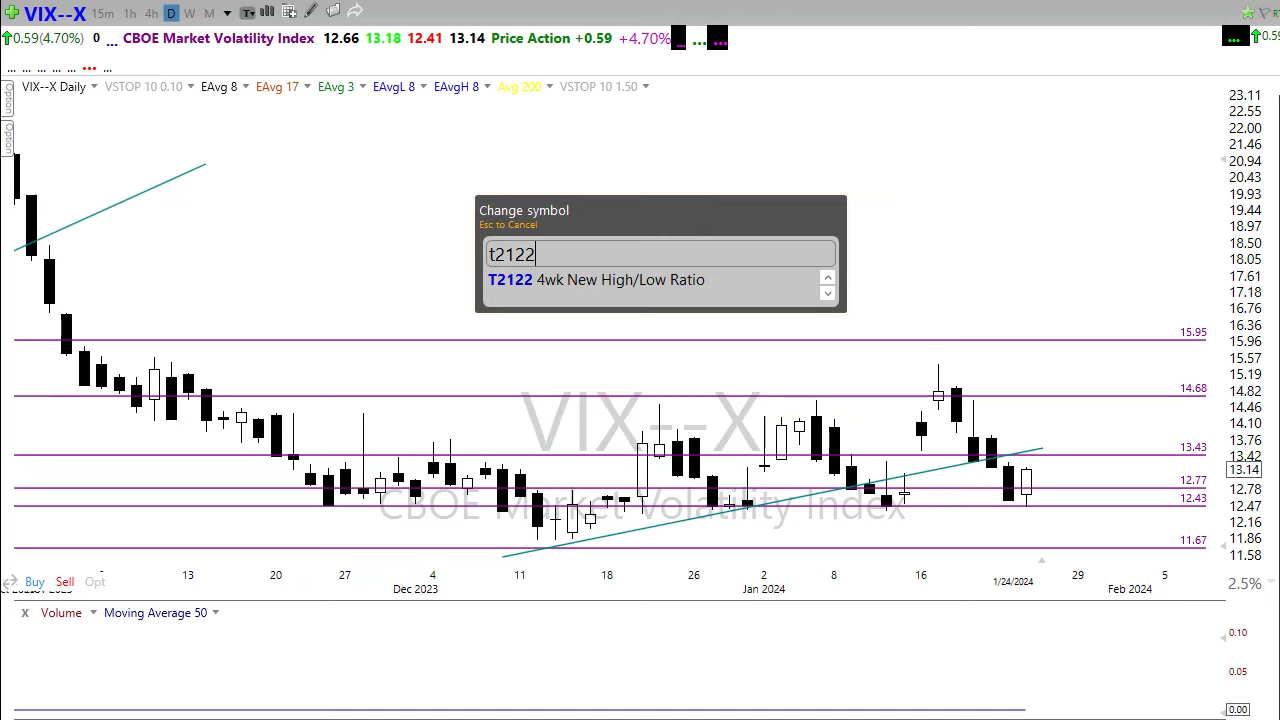 VIX--X 15m 1h 4h D W M
0.59(4.70%) 0 ... CBOE Market Volatility Index 12.66 13.18 12.41 13.14 Price Action +0.59 +4.70% ... ... ... ... 0.59
... ... ... ... ... ... ...
VIX--X Daily VSTOP 10 0.10 EAvg 8 EAvg 17 EAvg 3 EAvgL 8 EAvgH 8 Avg 200 VSTOP 10 1.50
Option
Option
Change symbol
Esc to Cancel
t2122
T2122 4wk New High/Low Ratio
VIX--X
CBOE Market Volatility Index
15.95
14.68
13.43
12.77
12.43
11.67
23.11
22.55
22.00
21.46
20.94
20.43
19.93
19.44
18.97
18.50
18.05
17.61
17.18
16.76
16.36
15.96
15.57
15.19
14.82
14.46
14.10
13.76
13.42
13.14
12.78
12.47
12.16
11.86
11.58
13 20 27 4 11 18 26 2 8 16 1/24/2024 29 5
Dec 2023 Jan 2024 Feb 2024
Buy Sell Opt
2.5%
x Volume Moving Average 50
0.10
0.05
0.00